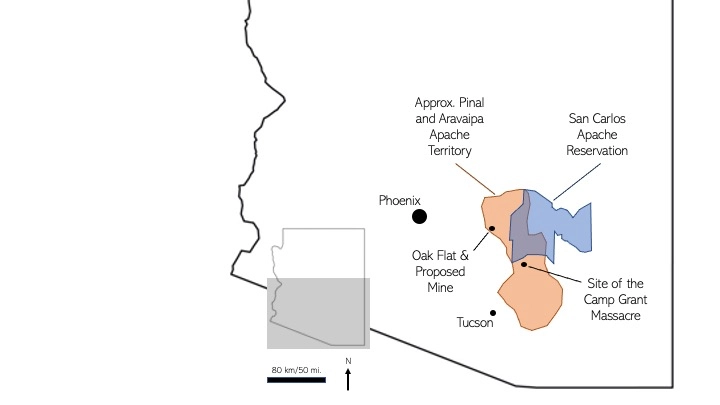 Approx. Pinal
and Aravaipa
Apache
Territory
San Carlos
Apache
Reservation
Phoenix
Oak Flat &
Proposed
Mine
Site of the
Camp Grant
Massacre
Tucson
N
80 km/50 mi.